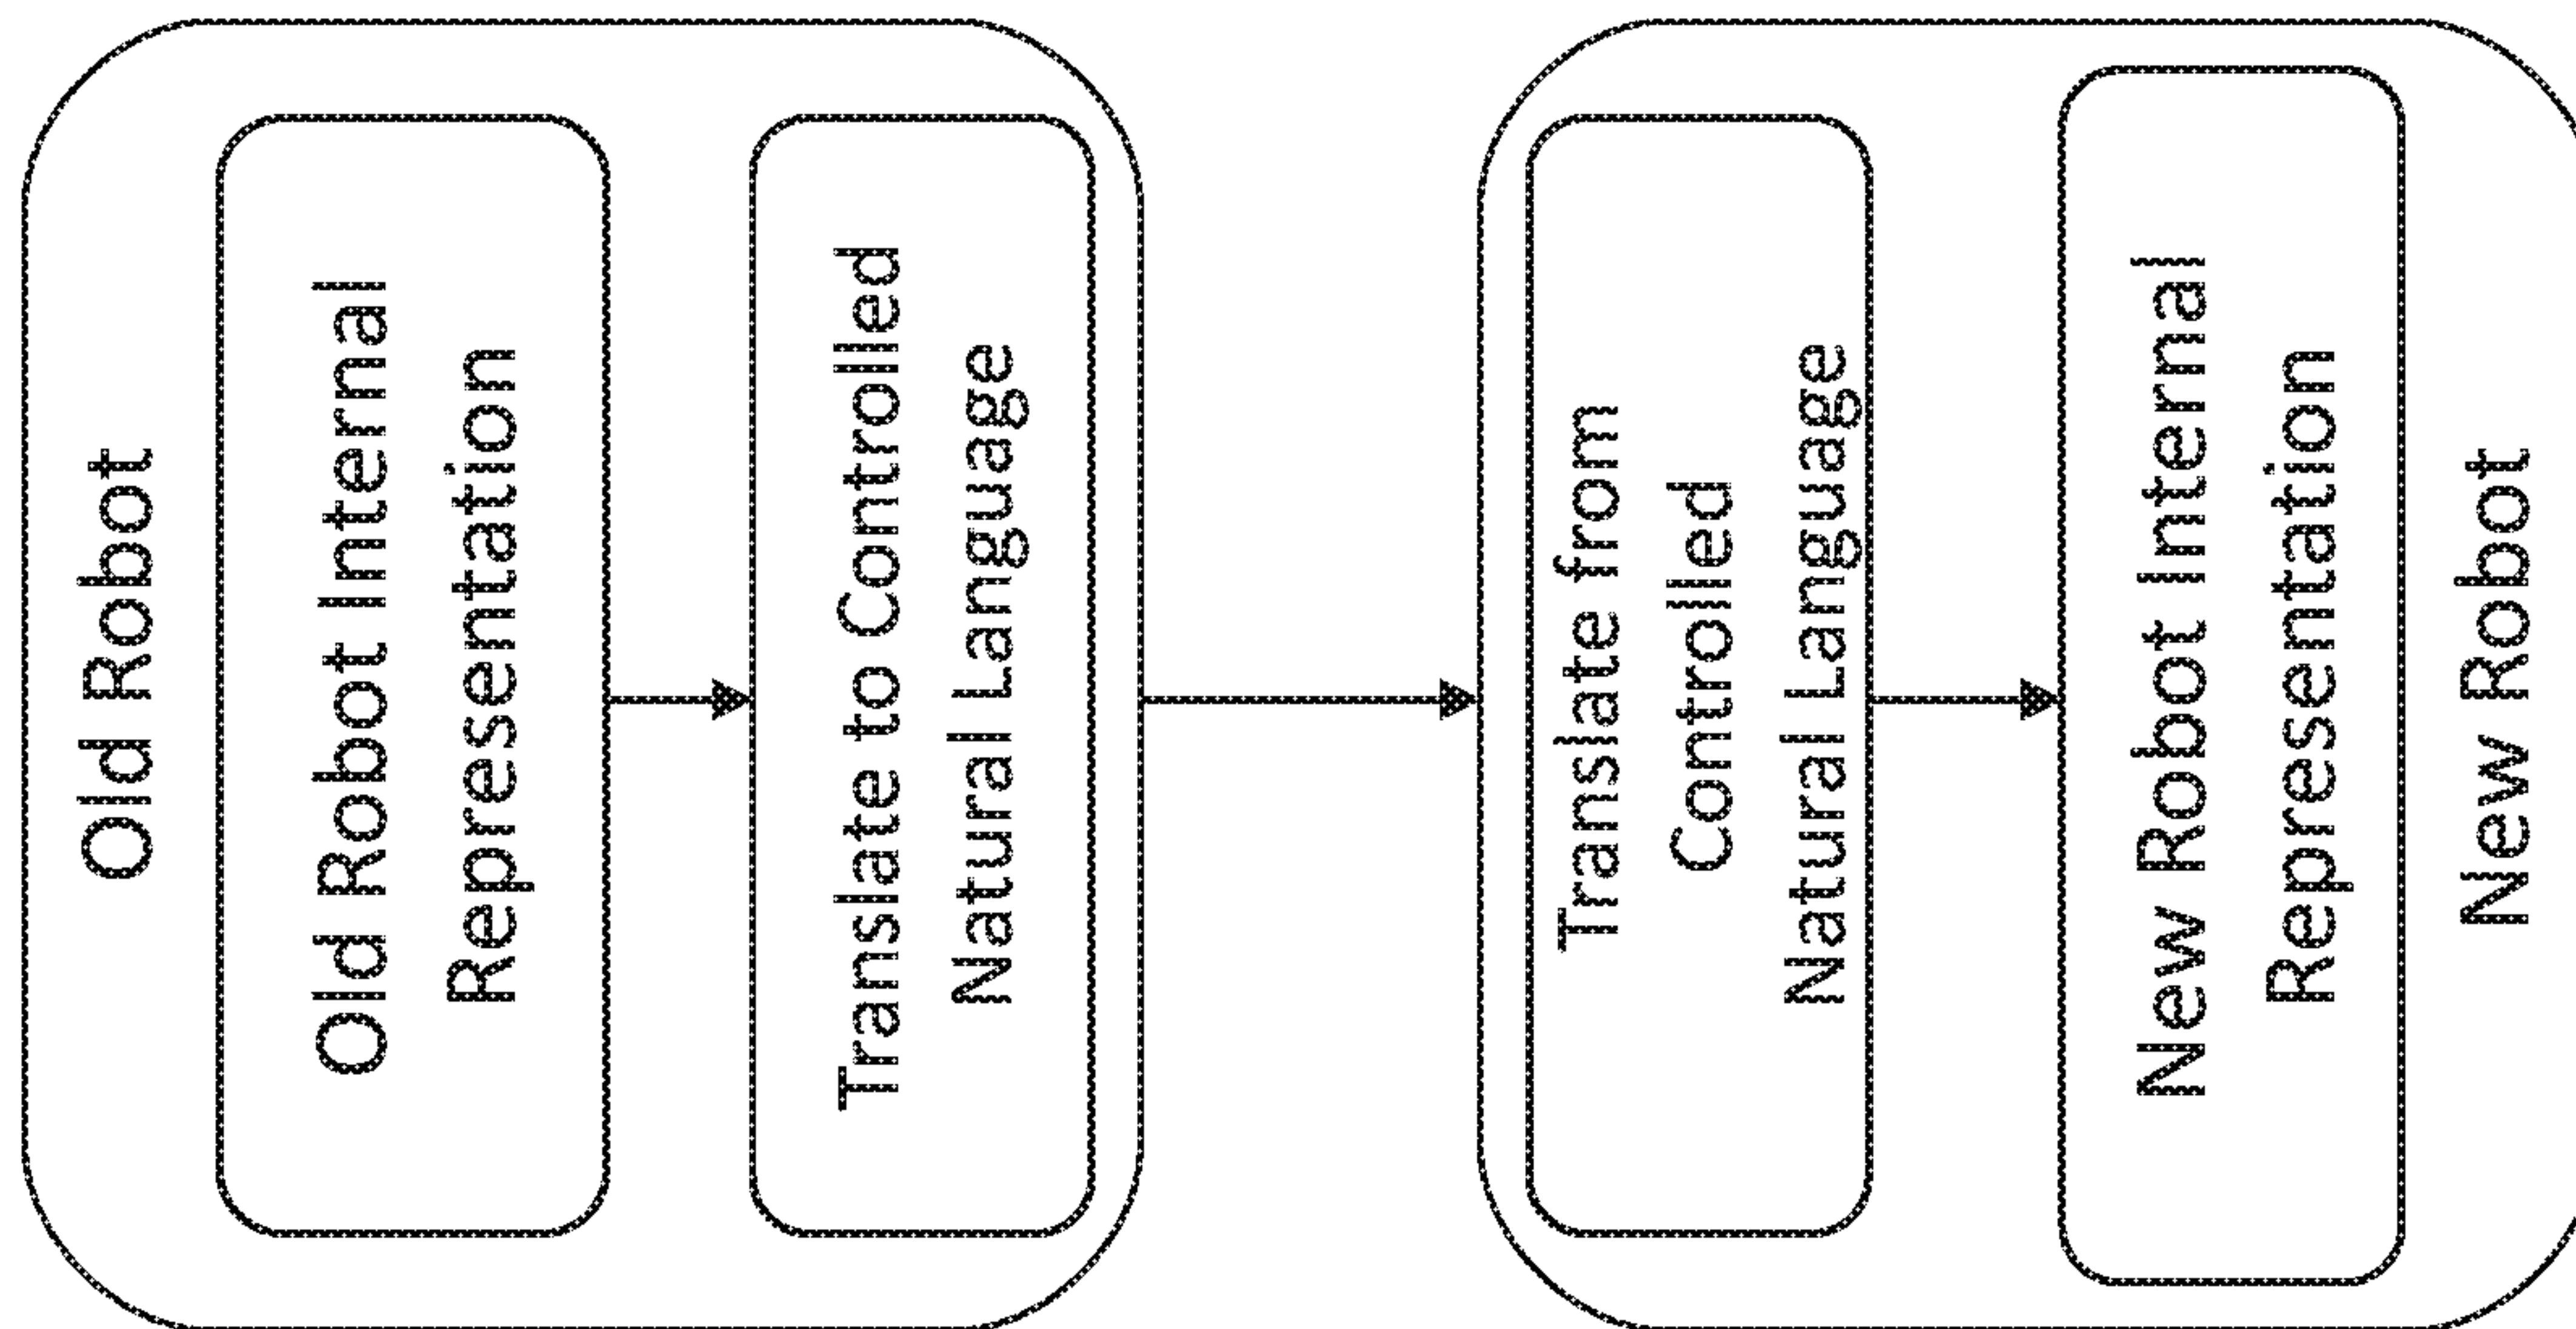 Old Robot
Old Robot Internal
Representation
Translate to Controlled
Natural Language
Translate from
Controlled
Natural Language
New Robot Internal
Representation
New Robot